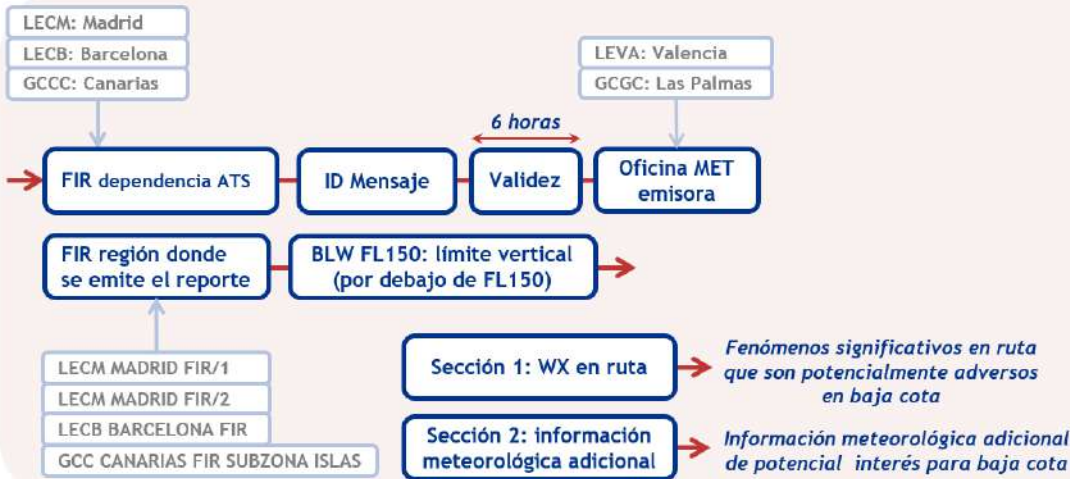 LECM: Madrid
LECB: Barcelona
GCCC: Canarias
LEVA: Valencia
GCGC: Las Palmas
6 horas
FIR dependencia ATS
ID Mensaje
Validez
Oficina MET
emisora
FIR región donde
se emite el reporte
BLW FL150: límite vertical
(por debajo de FL150)
LECM MADRID FIR/1
LECM MADRID FIR/2
LECB BARCELONA FIR
GCC CANARIAS FIR SUBZONA ISLAS
Sección 1: WX en ruta
Fenómenos significativos en ruta
que son potencialmente adversos
en baja cota
Sección 2: información
meteorológica adicional
Información meteorológica adicional
de potencial interés para baja cota